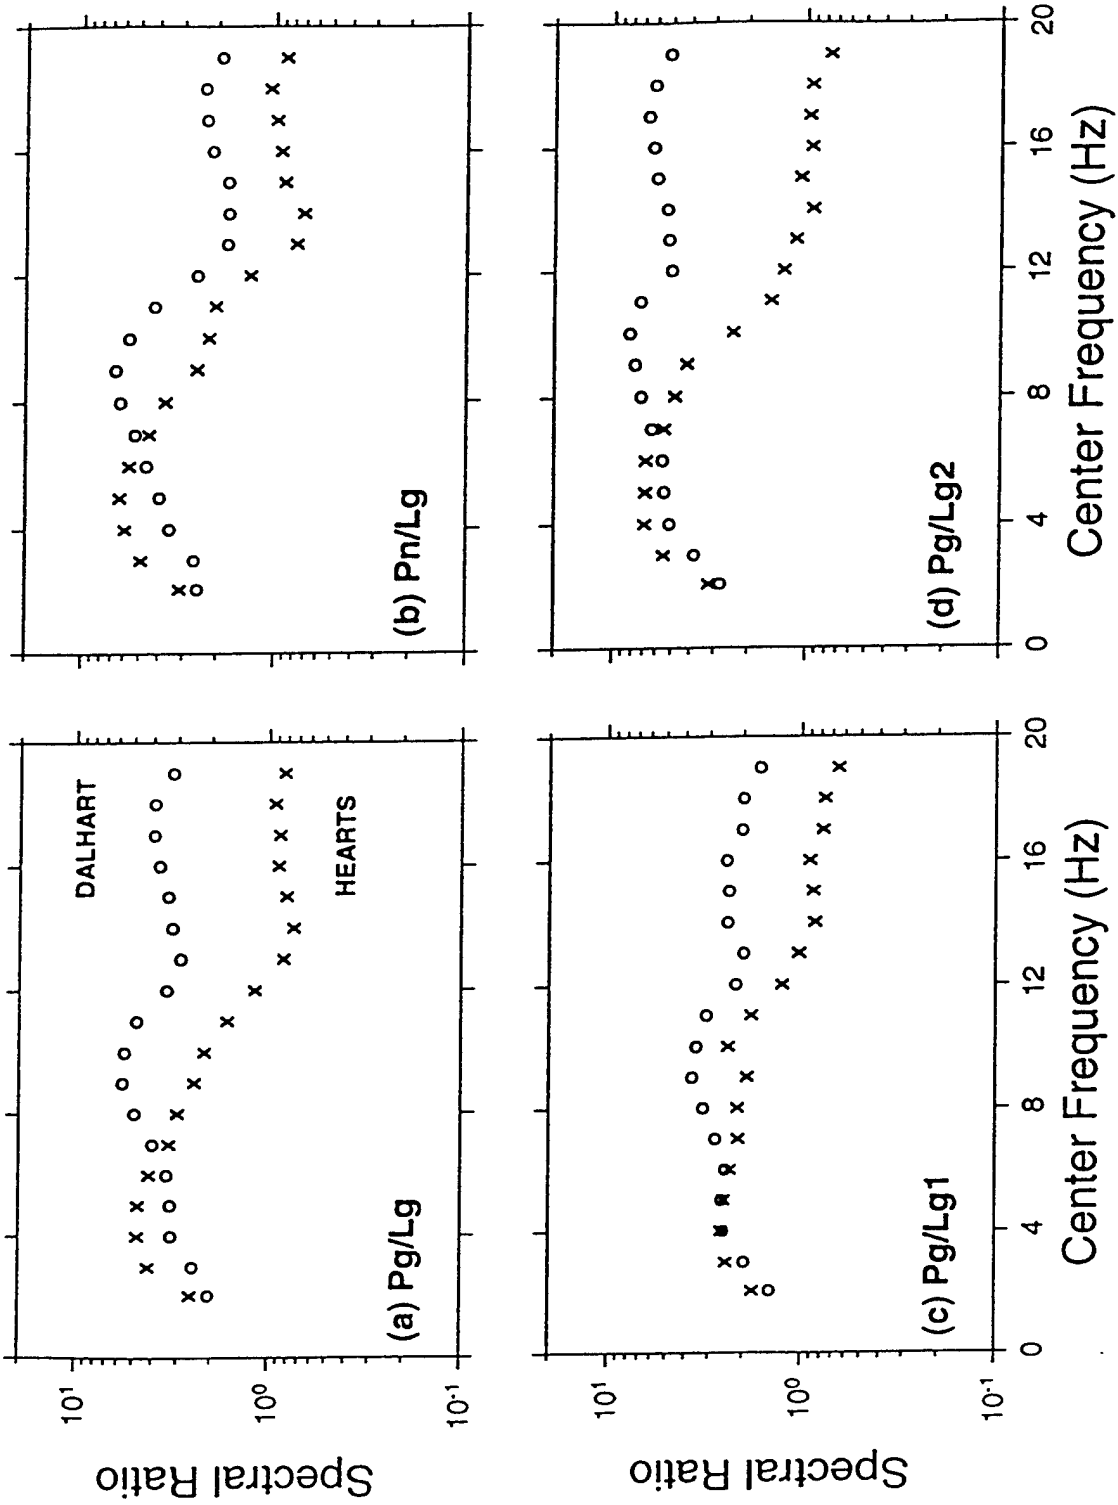 Spectral Ratio
10¹
10⁰
10⁻¹
DALHART
HEARTS
(a) Pg/Lg
(b) Pn/Lg
Spectral Ratio
10¹
10⁰
10⁻¹
(c) Pg/Lg1
0 4 8 12 16 20
Center Frequency (Hz)
(d) Pg/Lg2
0 4 8 12 16 20
Center Frequency (Hz)